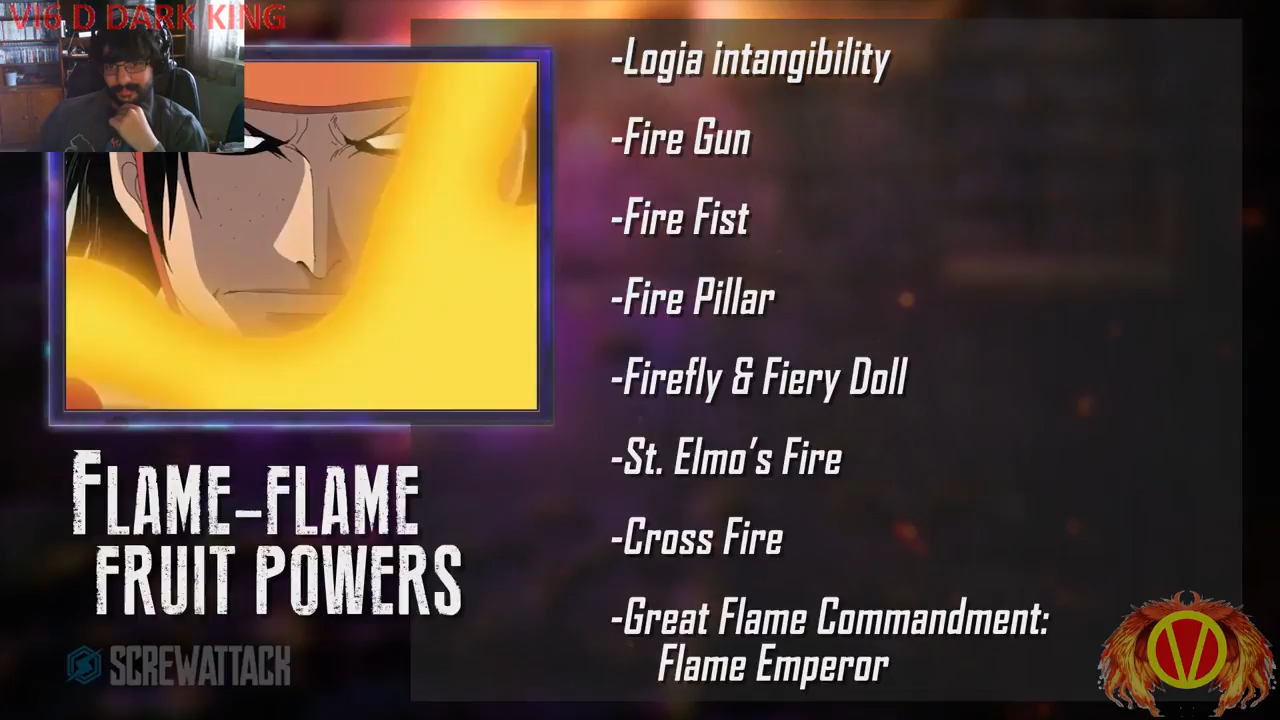 VI6 D DARK KING
-Logia intangibility
-Fire Gun
-Fire Fist
-Fire Pillar
-Firefly & Fiery Doll
-St. Elmo's Fire
-Cross Fire
-Great Flame Commandment:
Flame Emperor
FLAME-FLAME
FRUIT POWERS
SCREWATTACK
V